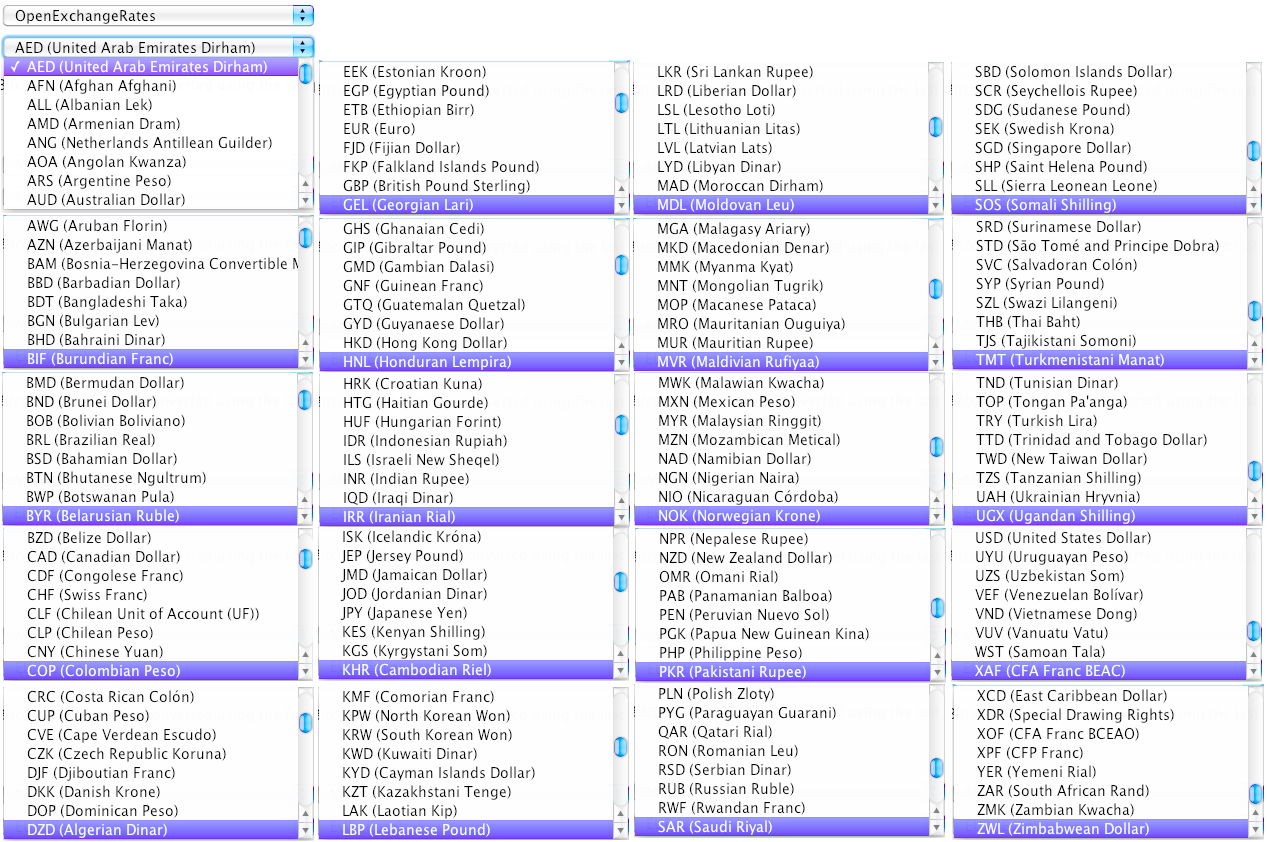 OpenExchangeRates
AED (United Arab Emirates Dirham)
✓ AED (United Arab Emirates Dirham)
AFN (Afghan Afghani)
ALL (Albanian Lek)
AMD (Armenian Dram)
ANG (Netherlands Antillean Guilder)
AOA (Angolan Kwanza)
ARS (Argentine Peso)
AUD (Australian Dollar)
AWG (Aruban Florin)
AZN (Azerbaijani Manat)
BAM (Bosnia-Herzegovina Convertible M
BBD (Barbadian Dollar)
BDT (Bangladeshi Taka)
BGN (Bulgarian Lev)
BHD (Bahraini Dinar)
BIF (Burundian Franc)
BMD (Bermudan Dollar)
BND (Brunei Dollar)
BOB (Bolivian Boliviano)
BRL (Brazilian Real)
BSD (Bahamian Dollar)
BTN (Bhutanese Ngultrum)
BWP (Botswanan Pula)
BYR (Belarusian Ruble)
BZD (Belize Dollar)
CAD (Canadian Dollar)
CDF (Congolese Franc)
CHF (Swiss Franc)
CLF (Chilean Unit of Account (UF))
CLP (Chilean Peso)
CNY (Chinese Yuan)
COP (Colombian Peso)
CRC (Costa Rican Colón)
CUP (Cuban Peso)
CVE (Cape Verdean Escudo)
CZK (Czech Republic Koruna)
DJF (Djiboutian Franc)
DKK (Danish Krone)
DOP (Dominican Peso)
DZD (Algerian Dinar)
EEK (Estonian Kroon)
EGP (Egyptian Pound)
ETB (Ethiopian Birr)
EUR (Euro)
FJD (Fijian Dollar)
FKP (Falkland Islands Pound)
GBP (British Pound Sterling)
GEL (Georgian Lari)
GHS (Ghanaian Cedi)
GIP (Gibraltar Pound)
GMD (Gambian Dalasi)
GNF (Guinean Franc)
GTQ (Guatemalan Quetzal)
GYD (Guyanaese Dollar)
HKD (Hong Kong Dollar)
HNL (Honduran Lempira)
HRK (Croatian Kuna)
HTG (Haitian Gourde)
HUF (Hungarian Forint)
IDR (Indonesian Rupiah)
ILS (Israeli New Sheqel)
INR (Indian Rupee)
IQD (Iraqi Dinar)
IRR (Iranian Rial)
ISK (Icelandic Króna)
JEP (Jersey Pound)
JMD (Jamaican Dollar)
JOD (Jordanian Dinar)
JPY (Japanese Yen)
KES (Kenyan Shilling)
KGS (Kyrgystani Som)
KHR (Cambodian Riel)
KMF (Comorian Franc)
KPW (North Korean Won)
KRW (South Korean Won)
KWD (Kuwaiti Dinar)
KYD (Cayman Islands Dollar)
KZT (Kazakhstani Tenge)
LAK (Laotian Kip)
LBP (Lebanese Pound)
LKR (Sri Lankan Rupee)
LRD (Liberian Dollar)
LSL (Lesotho Loti)
LTL (Lithuanian Litas)
LVL (Latvian Lats)
LYD (Libyan Dinar)
MAD (Moroccan Dirham)
MDL (Moldovan Leu)
MGA (Malagasy Ariary)
MKD (Macedonian Denar)
MMK (Myanma Kyat)
MNT (Mongolian Tugrik)
MOP (Macanese Pataca)
MRO (Mauritanian Ouguiya)
MUR (Mauritian Rupee)
MVR (Maldivian Rufiyaa)
MWK (Malawian Kwacha)
MXN (Mexican Peso)
MYR (Malaysian Ringgit)
MZN (Mozambican Metical)
NAD (Namibian Dollar)
NGN (Nigerian Naira)
NIO (Nicaraguan Córdoba)
NOK (Norwegian Krone)
NPR (Nepalese Rupee)
NZD (New Zealand Dollar)
OMR (Omani Rial)
PAB (Panamanian Balboa)
PEN (Peruvian Nuevo Sol)
PGK (Papua New Guinean Kina)
PHP (Philippine Peso)
PKR (Pakistani Rupee)
PLN (Polish Zloty)
PYG (Paraguayan Guarani)
QAR (Qatari Rial)
RON (Romanian Leu)
RSD (Serbian Dinar)
RUB (Russian Ruble)
RWF (Rwandan Franc)
SAR (Saudi Riyal)
SBD (Solomon Islands Dollar)
SCR (Seychellois Rupee)
SDG (Sudanese Pound)
SEK (Swedish Krona)
SGD (Singapore Dollar)
SHP (Saint Helena Pound)
SLL (Sierra Leonean Leone)
SOS (Somali Shilling)
SRD (Surinamese Dollar)
STD (São Tomé and Principe Dobra)
SVC (Salvadoran Colón)
SYP (Syrian Pound)
SZL (Swazi Lilangeni)
THB (Thai Baht)
TJS (Tajikistani Somoni)
TMT (Turkmenistani Manat)
TND (Tunisian Dinar)
TOP (Tongan Pa'anga)
TRY (Turkish Lira)
TTD (Trinidad and Tobago Dollar)
TWD (New Taiwan Dollar)
TZS (Tanzanian Shilling)
UAH (Ukrainian Hryvnia)
UGX (Ugandan Shilling)
USD (United States Dollar)
UYU (Uruguayan Peso)
UZS (Uzbekistan Som)
VEF (Venezuelan Bolívar)
VND (Vietnamese Dong)
VUV (Vanuatu Vatu)
WST (Samoan Tala)
XAF (CFA Franc BEAC)
XCD (East Caribbean Dollar)
XDR (Special Drawing Rights)
XOF (CFA Franc BCEAO)
XPF (CFP Franc)
YER (Yemeni Rial)
ZAR (South African Rand)
ZMK (Zambian Kwacha)
ZWL (Zimbabwean Dollar)